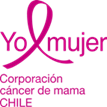 Yo mujer
Corporación
cáncer de mama
CHILE